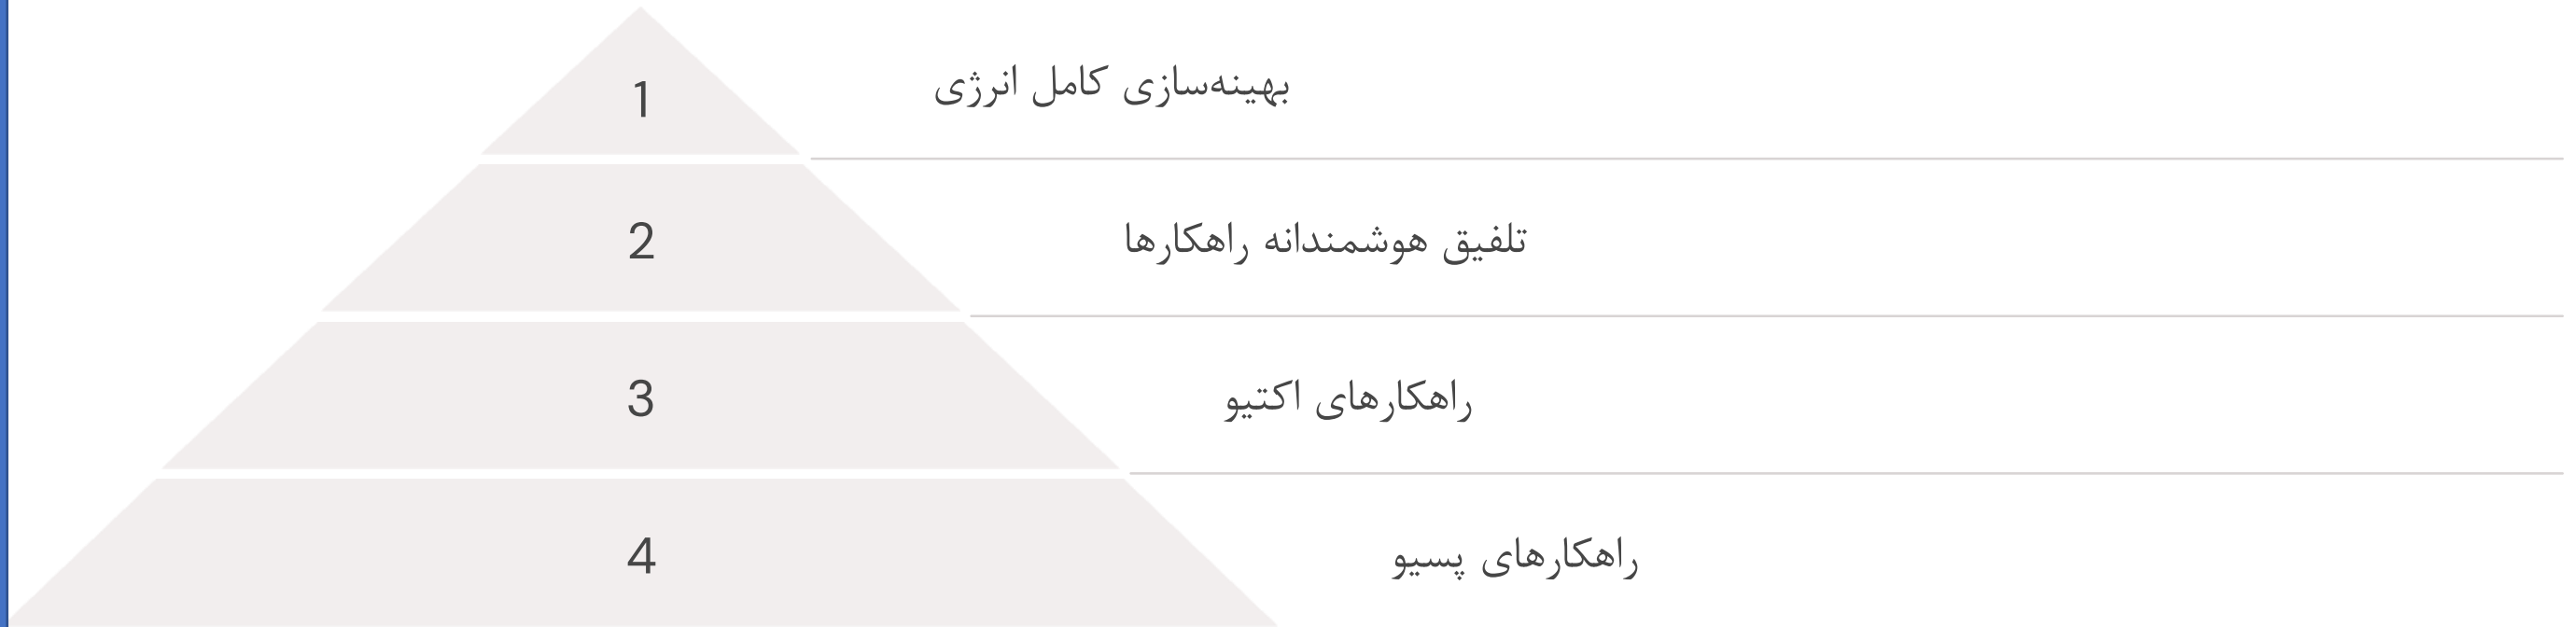 1
بهینه‌سازی کامل انرژی
2
تلفیق هوشمندانه راهکارها
3
راهکارهای اکتیو
4
راهکارهای پسیو